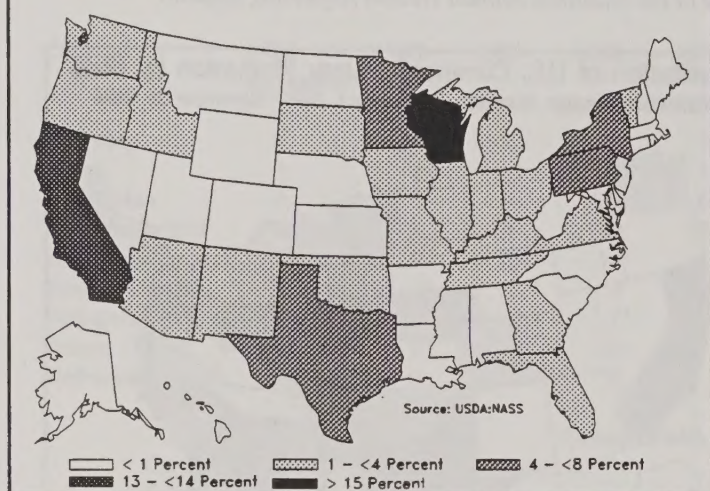 Source: USDA:NASS
< 1 Percent 1 - <4 Percent 4 - <8 Percent
13 - <14 Percent > 15 Percent